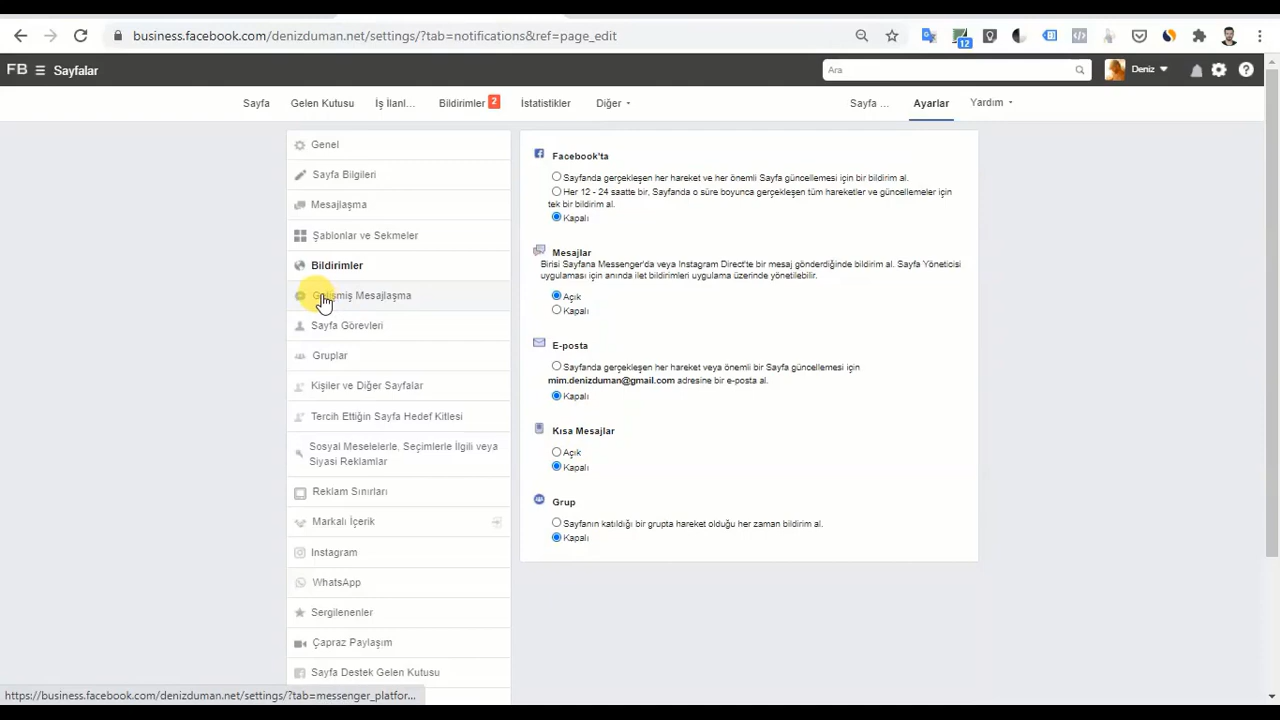 business.facebook.com/denizduman.net/settings/?tab=notifications&ref=page_edit
12
FB
Sayfalar
Ara
Deniz
Sayfa
Gelen Kutusu
İş İlanl...
Bildirimler 2
İstatistikler
Diğer
Sayfa ...
Ayarlar
Yardım
Genel
Sayfa Bilgileri
Mesajlaşma
Şablonlar ve Sekmeler
Bildirimler
Gelişmiş Mesajlaşma
Sayfa Görevleri
Gruplar
Kişiler ve Diğer Sayfalar
Tercih Ettiğin Sayfa Hedef Kitlesi
Sosyal Meselelerle, Seçimlerle İlgili veya
Siyasi Reklamlar
Reklam Sınırları
Markalı İçerik
Instagram
WhatsApp
Sergilenenler
Çapraz Paylaşım
Sayfa Destek Gelen Kutusu
Facebook'ta
Sayfanda gerçekleşen her hareket ve her önemli Sayfa güncellemesi için bir bildirim al.
Her 12 - 24 saatte bir, Sayfanda o süre boyunca gerçekleşen tüm hareketler ve güncellemeler için
tek bir bildirim al.
Kapalı
Mesajlar
Birisi Sayfana Messenger'da veya Instagram Direct'te bir mesaj gönderdiğinde bildirim al. Sayfa Yöneticisi
uygulaması için anında ilet bildirimleri uygulama üzerinde yönetilebilir.
Açık
Kapalı
E-posta
Sayfanda gerçekleşen her hareket veya önemli bir Sayfa güncellemesi için
mim.denizduman@gmail.com adresine bir e-posta al.
Kapalı
Kısa Mesajlar
Açık
Kapalı
Grup
Sayfanın katıldığı bir grupta hareket olduğu her zaman bildirim al.
Kapalı
https://business.facebook.com/denizduman.net/settings/?tab=messenger_platfor...